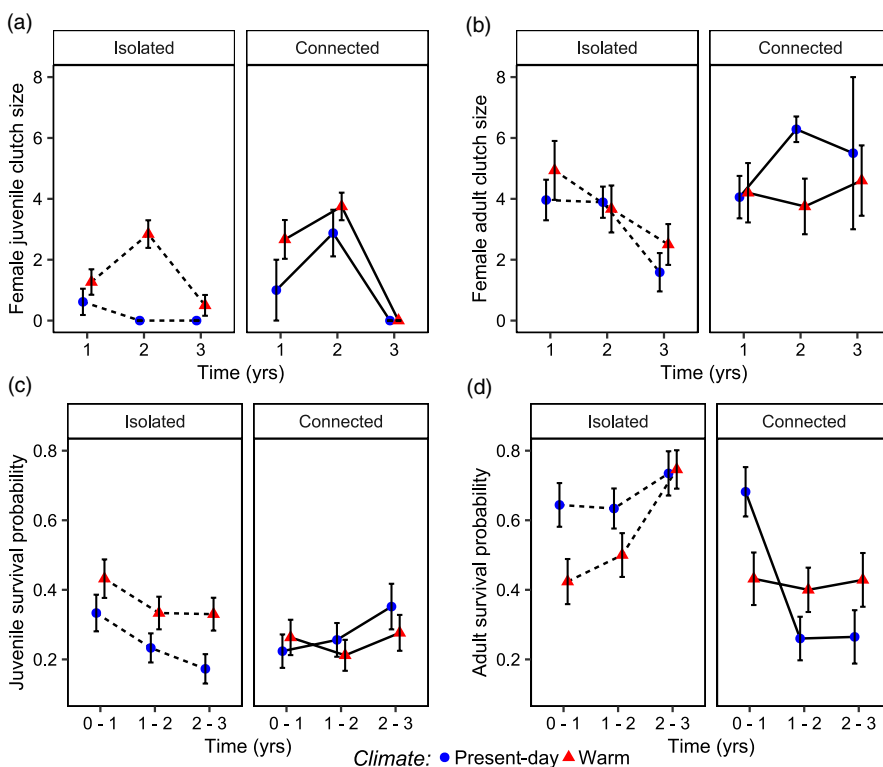 (a)
Isolated Connected
Female juvenile clutch size
8
6
4
2
0
1 2 3 1 2 3
Time (yrs)
(b)
Isolated Connected
Female adult clutch size
8
6
4
2
0
1 2 3 1 2 3
Time (yrs)
(c)
Isolated Connected
Juvenile survival probability
0.8
0.6
0.4
0.2
0 - 1 1 - 2 2 - 3 0 - 1 1 - 2 2 - 3
Time (yrs)
(d)
Isolated Connected
Adult survival probability
0.8
0.6
0.4
0.2
0 - 1 1 - 2 2 - 3 0 - 1 1 - 2 2 - 3
Time (yrs)
Climate: Present-day Warm